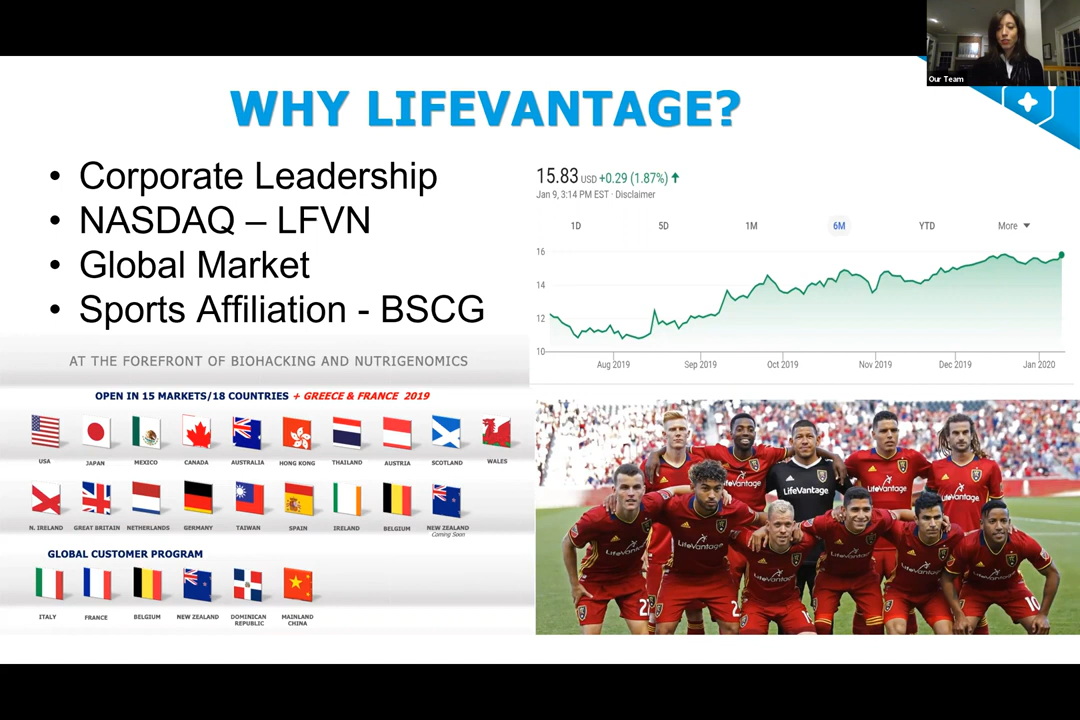 Our Team
WHY LIFEVANTAGE?
• Corporate Leadership
• NASDAQ – LFVN
• Global Market
• Sports Affiliation - BSCG
15.83 USD +0.29 (1.87%)
Jan 9, 3:14 PM EST · Disclaimer
1D 5D 1M 6M YTD More
16
14
12
10
Aug 2019 Sep 2019 Oct 2019 Nov 2019 Dec 2019 Jan 2020
AT THE FOREFRONT OF BIOHACKING AND NUTRIGENOMICS
OPEN IN 15 MARKETS/18 COUNTRIES + GREECE & FRANCE 2019
USA JAPAN MEXICO CANADA AUSTRALIA HONG KONG THAILAND AUSTRIA SCOTLAND WALES
N. IRELAND GREAT BRITAIN NETHERLANDS GERMANY TAIWAN SPAIN IRELAND BELGIUM NEW ZEALAND
Coming Soon
GLOBAL CUSTOMER PROGRAM
ITALY FRANCE BELGIUM NEW ZEALAND DOMINICAN MAINLAND
REPUBLIC CHINA
LifeVantage
LifeVantage LifeVantage LifeVantage
LifeVantage LifeVantage LifeVantage LifeVantage LifeVantage
10